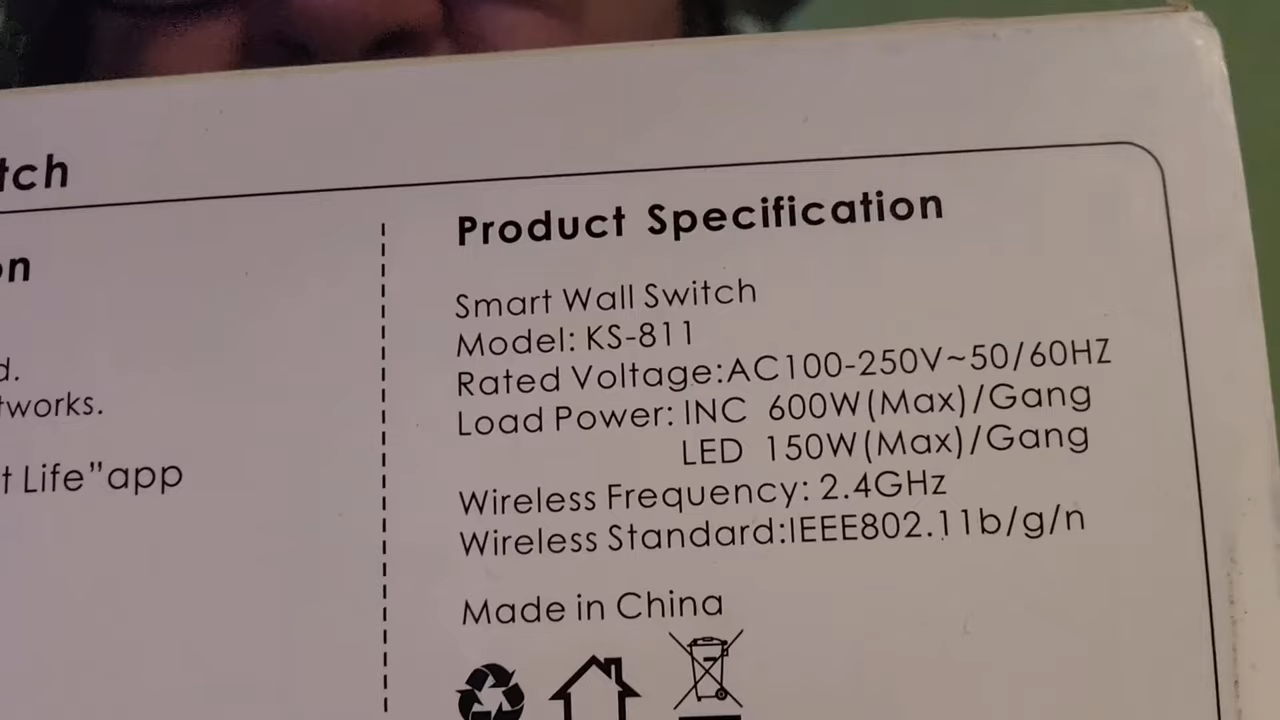 tch
on
d.
tworks.
t Life”app
Product Specification
Smart Wall Switch
Model: KS-811
Rated Voltage:AC100-250V~50/60HZ
Load Power: INC 600W(Max)/Gang
LED 150W(Max)/Gang
Wireless Frequency: 2.4GHz
Wireless Standard:IEEE802.11b/g/n
Made in China